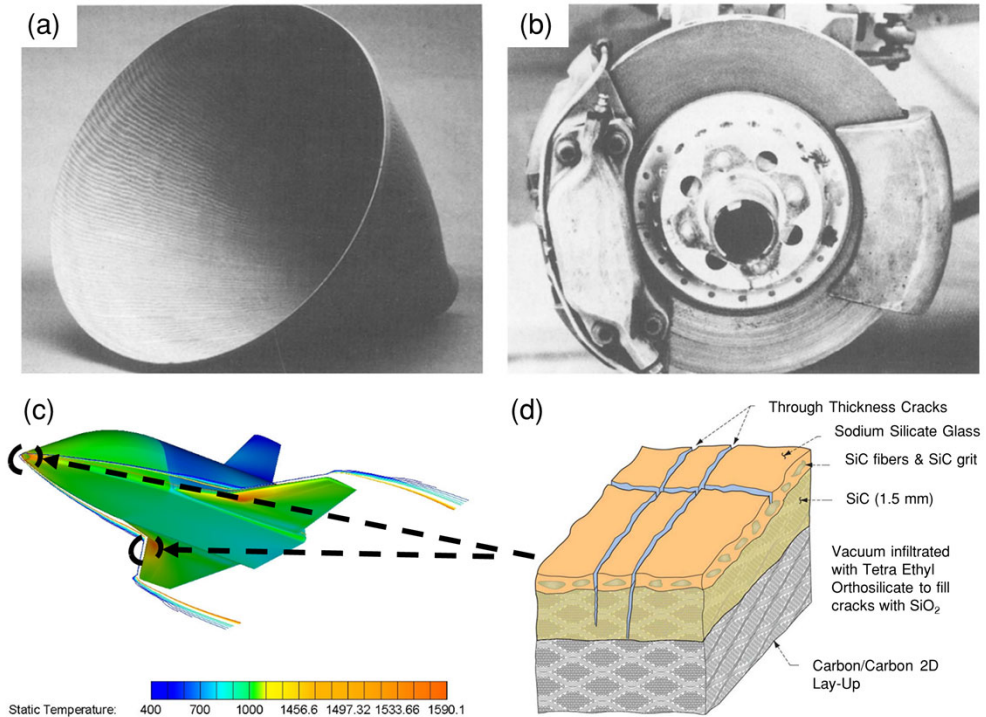 (a)
(b)
(c)
(d)
Through Thickness Cracks
Sodium Silicate Glass
SiC fibers & SiC grit
SiC (1.5 mm)
Vacuum infiltrated
with Tetra Ethyl
Orthosilicate to fill
cracks with SiO₂
Carbon/Carbon 2D
Lay-Up
Static Temperature: 400 700 1000 1456.6 1497.32 1533.66 1590.1